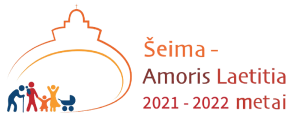 Šeima -
Amoris Laetitia
2021 - 2022 metai